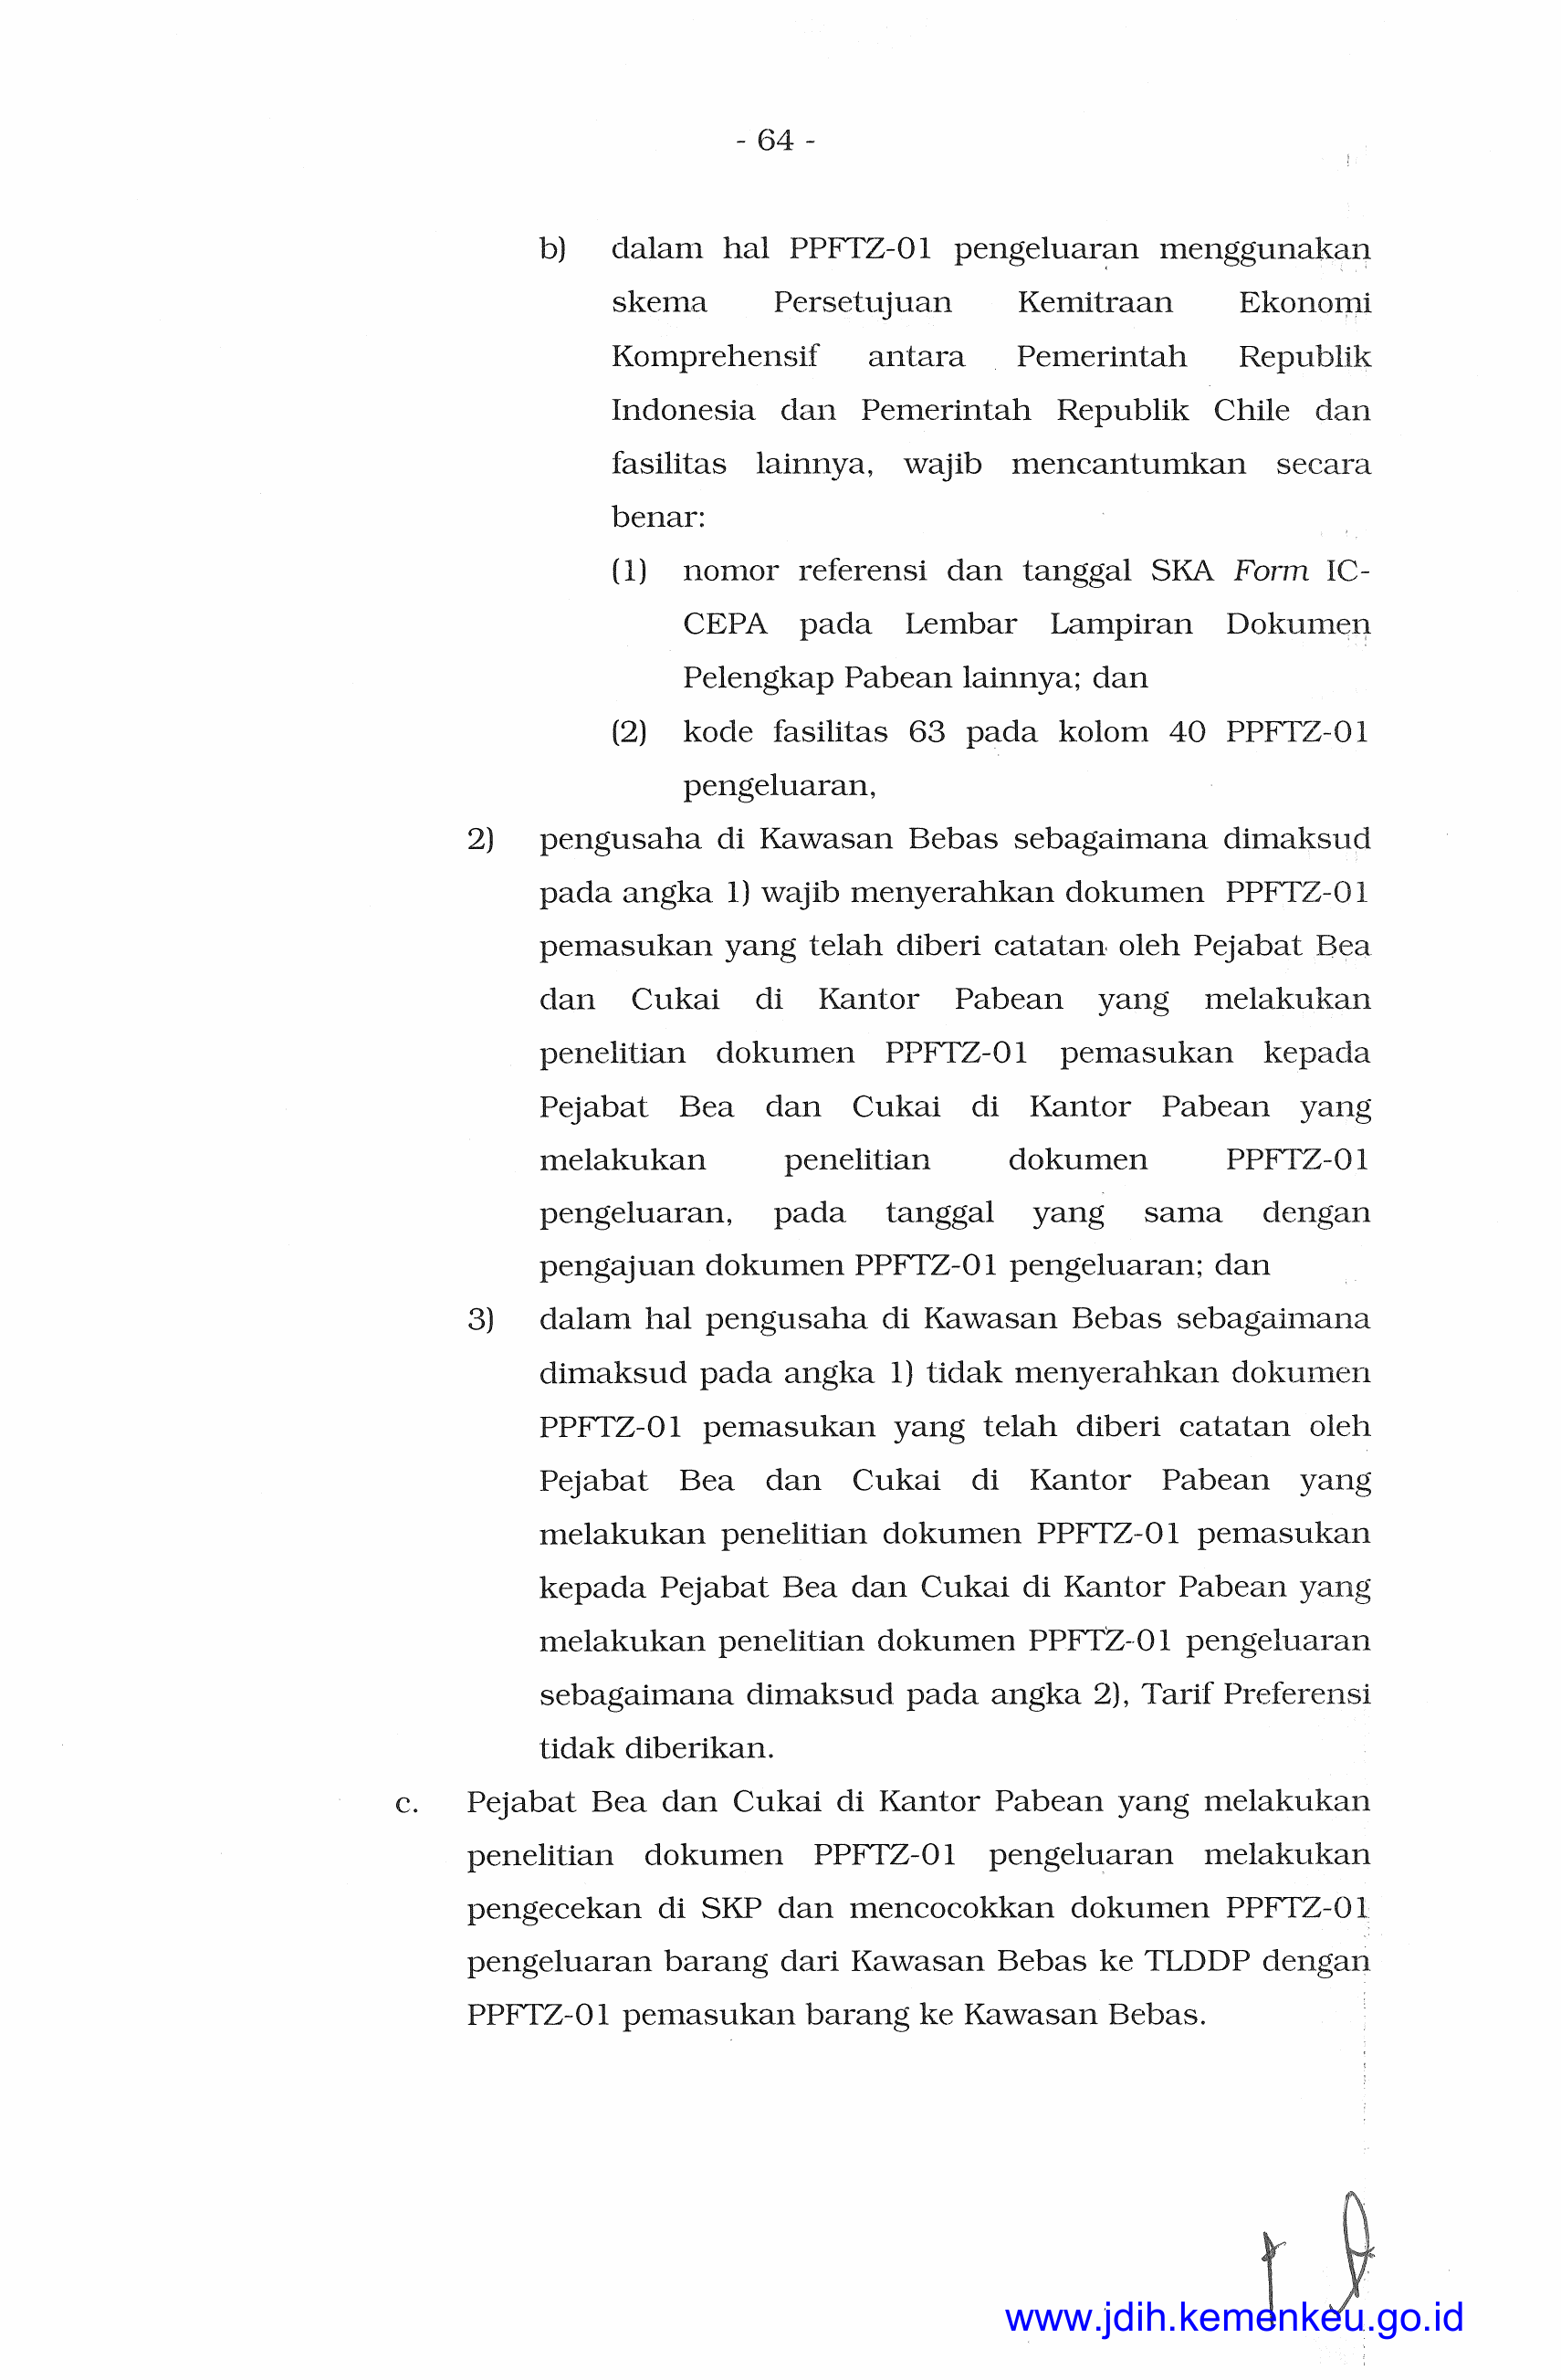 - 64 -
b) dalam hal PPFTZ-01 pengeluaran menggunakan
skema Persetujuan Kemitraan Ekonomi
Komprehensif antara Pemerintah Republik
Indonesia dan Pemerintah Republik Chile dan
fasilitas lainnya, wajib mencantumkan secara
benar:
(1) nomor referensi dan tanggal SKA Form IC-
CEPA pada Lembar Lampiran Dokumen
Pelengkap Pabean lainnya; dan
(2) kode fasilitas 63 pada kolom 40 PPFTZ-01
pengeluaran,
2) pengusaha di Kawasan Bebas sebagaimana dimaksud
pada angka 1) wajib menyerahkan dokumen PPFTZ-01
pemasukan yang telah diberi catatan oleh Pejabat Bea
dan Cukai di Kantor Pabean yang melakukan
penelitian dokumen PPFTZ-01 pemasukan kepada
Pejabat Bea dan Cukai di Kantor Pabean yang
melakukan penelitian dokumen PPFTZ-01
pengeluaran, pada tanggal yang sama dengan
pengajuan dokumen PPFTZ-01 pengeluaran; dan
3) dalam hal pengusaha di Kawasan Bebas sebagaimana
dimaksud pada angka 1) tidak menyerahkan dokumen
PPFTZ-01 pemasukan yang telah diberi catatan oleh
Pejabat Bea dan Cukai di Kantor Pabean yang
melakukan penelitian dokumen PPFTZ-01 pemasukan
kepada Pejabat Bea dan Cukai di Kantor Pabean yang
melakukan penelitian dokumen PPFTZ-01 pengeluaran
sebagaimana dimaksud pada angka 2), Tarif Preferensi
tidak diberikan.
c. Pejabat Bea dan Cukai di Kantor Pabean yang melakukan
penelitian dokumen PPFTZ-01 pengeluaran melakukan
pengecekan di SKP dan mencocokkan dokumen PPFTZ-01
pengeluaran barang dari Kawasan Bebas ke TLDDP dengan
PPFTZ-01 pemasukan barang ke Kawasan Bebas.
www.jdih.kemenkeu.go.id